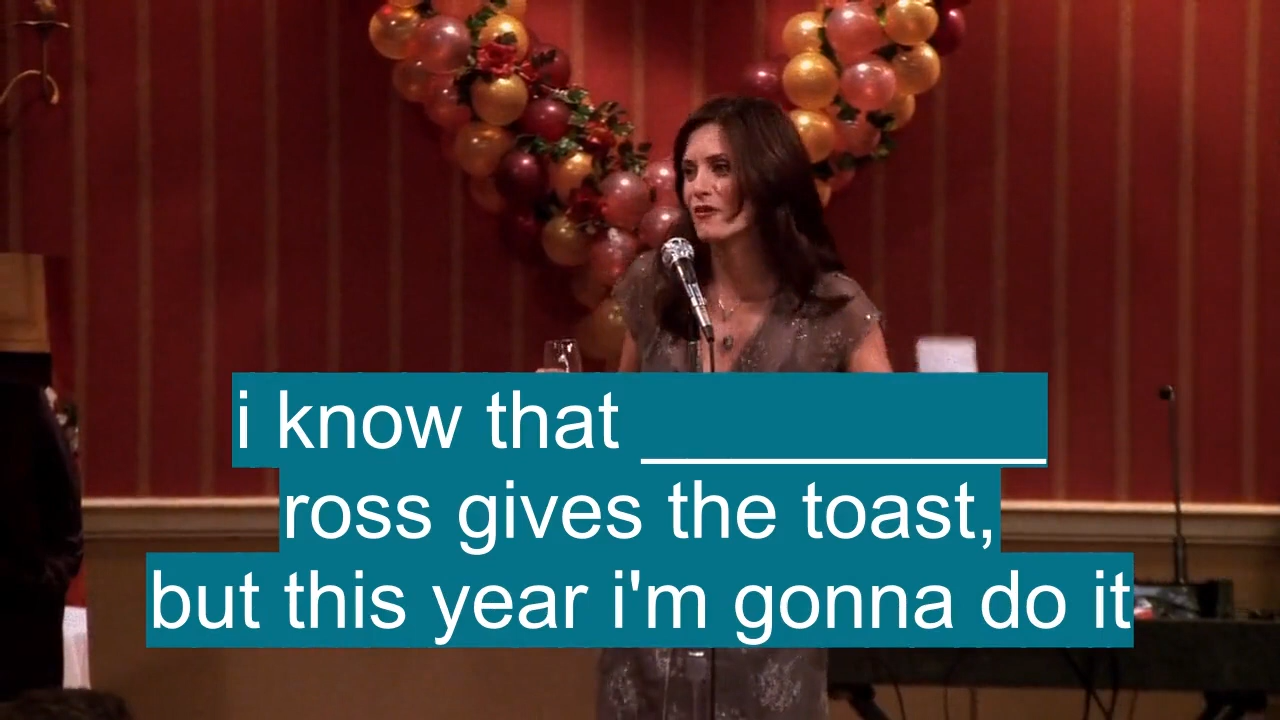 i know that ___________
ross gives the toast,
but this year i'm gonna do it